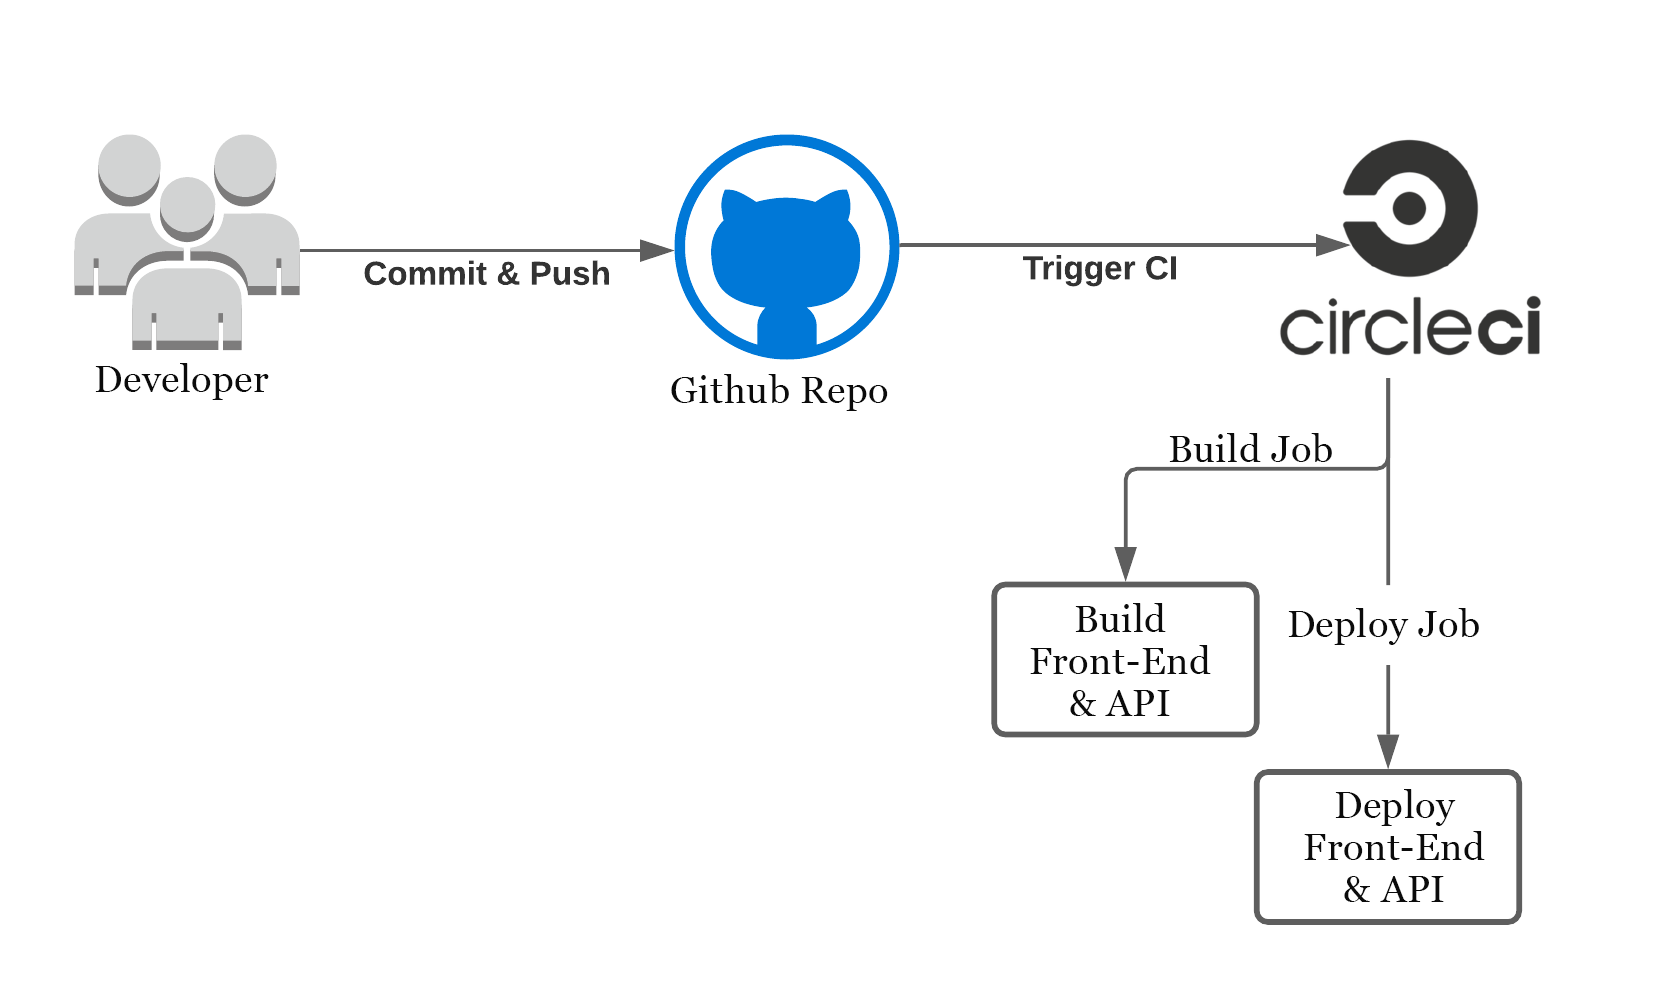 Commit & Push
Trigger CI
circleci
Developer
Github Repo
Build Job
Build
Front-End
& API
Deploy Job
Deploy
Front-End
& API